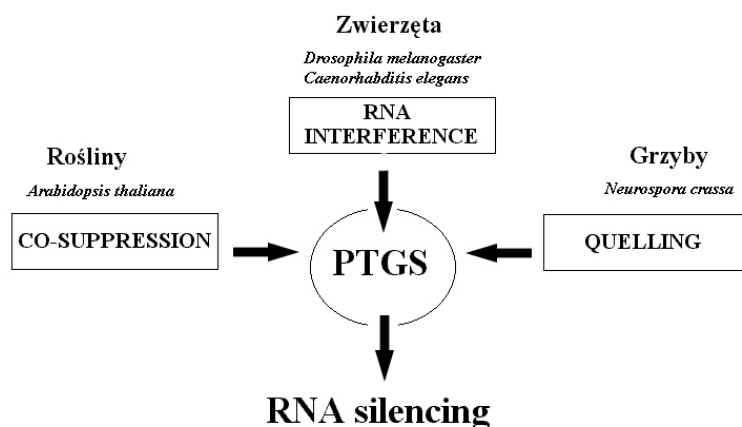 Zwierzęta
Drosophila melanogaster
Caenorhabditis elegans
RNA
INTERFERENCE
Rośliny
Arabidopsis thaliana
CO-SUPPRESSION
Grzyby
Neurospora crassa
QUELLING
PTGS
RNA silencing